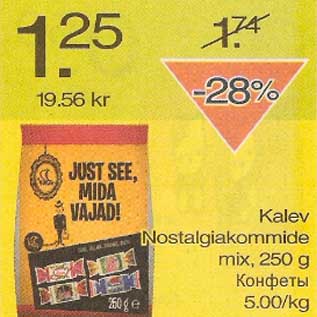 1.25
1.74
19.56 kr
-28%
JUST SEE,
MIDA
VAJAD!
250 g e
Kalev
Nostalgiakommide
mix, 250 g
Конфеты
5.00/kg